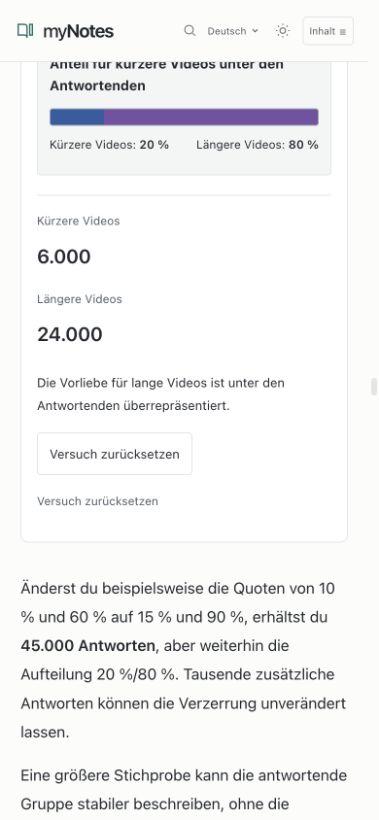 myNotes
Deutsch
Inhalt
Anteil für kürzere Videos unter den
Antwortenden
Kürzere Videos: 20 %
Längere Videos: 80 %
Kürzere Videos
6.000
Längere Videos
24.000
Die Vorliebe für lange Videos ist unter den
Antwortenden überrepräsentiert.
Versuch zurücksetzen
Versuch zurücksetzen
Änderst du beispielsweise die Quoten von 10
% und 60 % auf 15 % und 90 %, erhältst du
45.000 Antworten, aber weiterhin die
Aufteilung 20 %/80 %. Tausende zusätzliche
Antworten können die Verzerrung unverändert
lassen.
Eine größere Stichprobe kann die antwortende
Gruppe stabiler beschreiben, ohne die